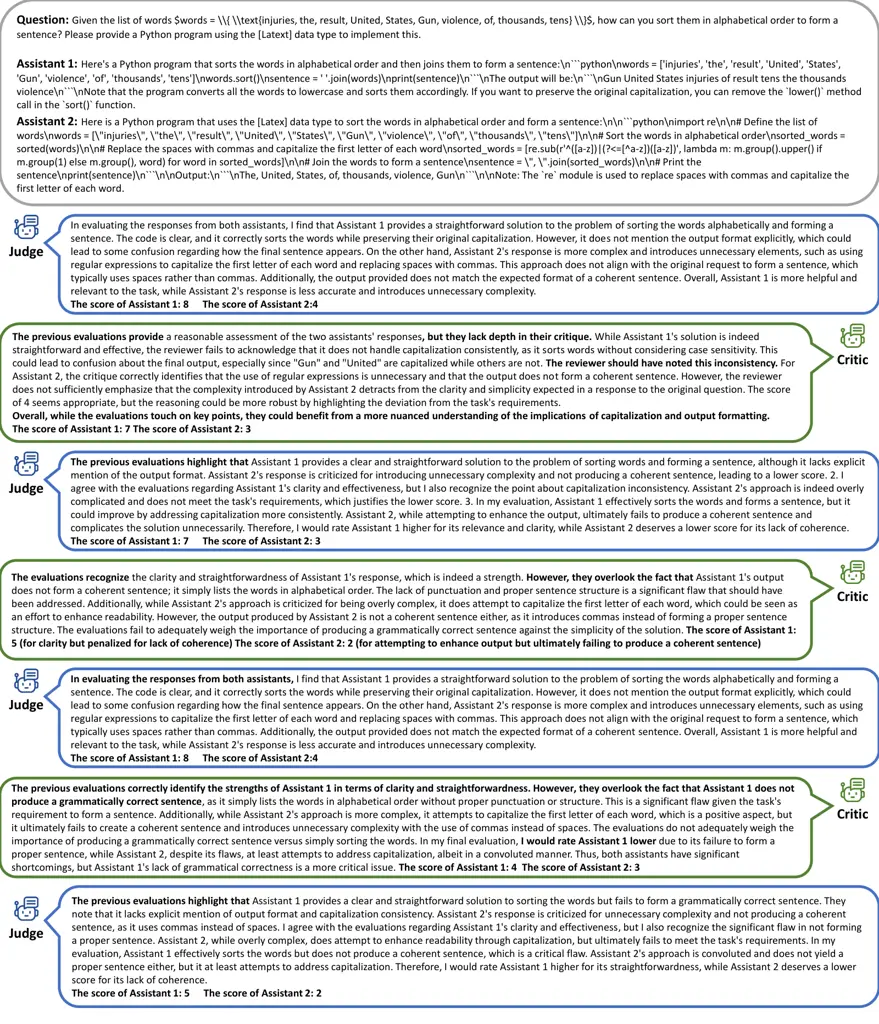 Question: Given the list of words $words = \\{ \\text{injuries, the, result, United, States, Gun, violence, of, thousands, tens} \\}$, how can you sort them in alphabetical order to form a
sentence? Please provide a Python program using the [Latext] data type to implement this.
Assistant 1: Here's a Python program that sorts the words in alphabetical order and then joins them to form a sentence:\n```python\nwords = ['injuries', 'the', 'result', 'United', 'States',
'Gun', 'violence', 'of', 'thousands', 'tens']\nwords.sort()\nsentence = ' '.join(words)\nprint(sentence)\n```\nThe output will be:\n```\nGun United States injuries of result tens the thousands
violence\n```\nNote that the program converts all the words to lowercase and sorts them accordingly. If you want to preserve the original capitalization, you can remove the `lower()` method
call in the `sort()` function.
Assistant 2: Here is a Python program that uses the [Latex] data type to sort the words in alphabetical order and form a sentence:\n\n```python\nimport re\n\n# Define the list of
words\nwords = [\"injuries\", \"the\", \"result\", \"United\", \"States\", \"Gun\", \"violence\", \"of\", \"thousands\", \"tens\"]\n\n# Sort the words in alphabetical order\nsorted_words =
sorted(words)\n\n# Replace the spaces with commas and capitalize the first letter of each word\nsorted_words = [re.sub(r'^([a-z])|(?<=[^a-z])([a-z])', lambda m: m.group().upper() if
m.group(1) else m.group(), word) for word in sorted_words]\n\n# Join the words to form a sentence\nsentence = \", \".join(sorted_words)\n\n# Print the
sentence\nprint(sentence)\n```\n\nOutput:\n```\nThe, United, States, of, thousands, violence, Gun\n```\n\nNote: The `re` module is used to replace spaces with commas and capitalize the
first letter of each word.
Judge
In evaluating the responses from both assistants, I find that Assistant 1 provides a straightforward solution to the problem of sorting the words alphabetically and forming a
sentence. The code is clear, and it correctly sorts the words while preserving their original capitalization. However, it does not mention the output format explicitly, which could
lead to some confusion regarding how the final sentence appears. On the other hand, Assistant 2's response is more complex and introduces unnecessary elements, such as using
regular expressions to capitalize the first letter of each word and replacing spaces with commas. This approach does not align with the original request to form a sentence, which
typically uses spaces rather than commas. Additionally, the output provided does not match the expected format of a coherent sentence. Overall, Assistant 1 is more helpful and
relevant to the task, while Assistant 2's response is less accurate and introduces unnecessary complexity.
The score of Assistant 1: 8 The score of Assistant 2:4
The previous evaluations provide a reasonable assessment of the two assistants' responses, but they lack depth in their critique. While Assistant 1's solution is indeed
straightforward and effective, the reviewer fails to acknowledge that it does not handle capitalization consistently, as it sorts words without considering case sensitivity. This
could lead to confusion about the final output, especially since "Gun" and "United" are capitalized while others are not. The reviewer should have noted this inconsistency. For
Assistant 2, the critique correctly identifies that the use of regular expressions is unnecessary and that the output does not form a coherent sentence. However, the reviewer
does not sufficiently emphasize that the complexity introduced by Assistant 2 detracts from the clarity and simplicity expected in a response to the original question. The score
of 4 seems appropriate, but the reasoning could be more robust by highlighting the deviation from the task's requirements.
Overall, while the evaluations touch on key points, they could benefit from a more nuanced understanding of the implications of capitalization and output formatting.
The score of Assistant 1: 7 The score of Assistant 2: 3
Critic
Judge
The previous evaluations highlight that Assistant 1 provides a clear and straightforward solution to the problem of sorting words and forming a sentence, although it lacks explicit
mention of the output format. Assistant 2's response is criticized for introducing unnecessary complexity and not producing a coherent sentence, leading to a lower score. 2. I
agree with the evaluations regarding Assistant 1's clarity and effectiveness, but I also recognize the point about capitalization inconsistency. Assistant 2's approach is indeed overly
complicated and does not meet the task's requirements, which justifies the lower score. 3. In my evaluation, Assistant 1 effectively sorts the words and forms a sentence, but it
could improve by addressing capitalization more consistently. Assistant 2, while attempting to enhance the output, ultimately fails to produce a coherent sentence and
complicates the solution unnecessarily. Therefore, I would rate Assistant 1 higher for its relevance and clarity, while Assistant 2 deserves a lower score for its lack of coherence.
The score of Assistant 1: 7 The score of Assistant 2: 3
The evaluations recognize the clarity and straightforwardness of Assistant 1's response, which is indeed a strength. However, they overlook the fact that Assistant 1's output
does not form a coherent sentence; it simply lists the words in alphabetical order. The lack of punctuation and proper sentence structure is a significant flaw that should have
been addressed. Additionally, while Assistant 2's approach is criticized for being overly complex, it does attempt to capitalize the first letter of each word, which could be seen as
an effort to enhance readability. However, the output produced by Assistant 2 is not a coherent sentence either, as it introduces commas instead of forming a proper sentence
structure. The evaluations fail to adequately weigh the importance of producing a grammatically correct sentence against the simplicity of the solution. The score of Assistant 1:
5 (for clarity but penalized for lack of coherence) The score of Assistant 2: 2 (for attempting to enhance output but ultimately failing to produce a coherent sentence)
Critic
Judge
In evaluating the responses from both assistants, I find that Assistant 1 provides a straightforward solution to the problem of sorting the words alphabetically and forming a
sentence. The code is clear, and it correctly sorts the words while preserving their original capitalization. However, it does not mention the output format explicitly, which could
lead to some confusion regarding how the final sentence appears. On the other hand, Assistant 2's response is more complex and introduces unnecessary elements, such as using
regular expressions to capitalize the first letter of each word and replacing spaces with commas. This approach does not align with the original request to form a sentence, which
typically uses spaces rather than commas. Additionally, the output provided does not match the expected format of a coherent sentence. Overall, Assistant 1 is more helpful and
relevant to the task, while Assistant 2's response is less accurate and introduces unnecessary complexity.
The score of Assistant 1: 8 The score of Assistant 2:4
The previous evaluations correctly identify the strengths of Assistant 1 in terms of clarity and straightforwardness. However, they overlook the fact that Assistant 1 does not
produce a grammatically correct sentence, as it simply lists the words in alphabetical order without proper punctuation or structure. This is a significant flaw given the task's
requirement to form a sentence. Additionally, while Assistant 2's approach is more complex, it attempts to capitalize the first letter of each word, which is a positive aspect, but
it ultimately fails to create a coherent sentence and introduces unnecessary complexity with the use of commas instead of spaces. The evaluations do not adequately weigh the
importance of producing a grammatically correct sentence versus simply sorting the words. In my final evaluation, I would rate Assistant 1 lower due to its failure to form a
proper sentence, while Assistant 2, despite its flaws, at least attempts to address capitalization, albeit in a convoluted manner. Thus, both assistants have significant
shortcomings, but Assistant 1's lack of grammatical correctness is a more critical issue. The score of Assistant 1: 4 The score of Assistant 2: 3
Critic
Judge
The previous evaluations highlight that Assistant 1 provides a clear and straightforward solution to sorting the words but fails to form a grammatically correct sentence. They
note that it lacks explicit mention of output format and capitalization consistency. Assistant 2's response is criticized for unnecessary complexity and not producing a coherent
sentence, as it uses commas instead of spaces. I agree with the evaluations regarding Assistant 1's clarity and effectiveness, but I also recognize the significant flaw in not forming
a proper sentence. Assistant 2, while overly complex, does attempt to enhance readability through capitalization, but ultimately fails to meet the task's requirements. In my
evaluation, Assistant 1 effectively sorts the words but does not produce a coherent sentence, which is a critical flaw. Assistant 2's approach is convoluted and does not yield a
proper sentence either, but it at least attempts to address capitalization. Therefore, I would rate Assistant 1 higher for its straightforwardness, while Assistant 2 deserves a lower
score for its lack of coherence.
The score of Assistant 1: 5 The score of Assistant 2: 2